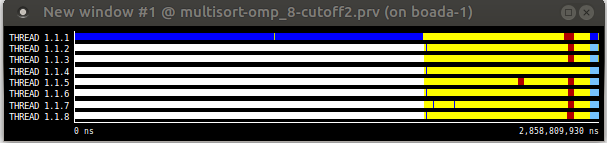 New window #1 @ multisort-omp_8-cutoff2.prv (on boada-1)
THREAD 1.1.1
THREAD 1.1.2
THREAD 1.1.3
THREAD 1.1.4
THREAD 1.1.5
THREAD 1.1.6
THREAD 1.1.7
THREAD 1.1.8
0 ns 2,858,809,930 ns